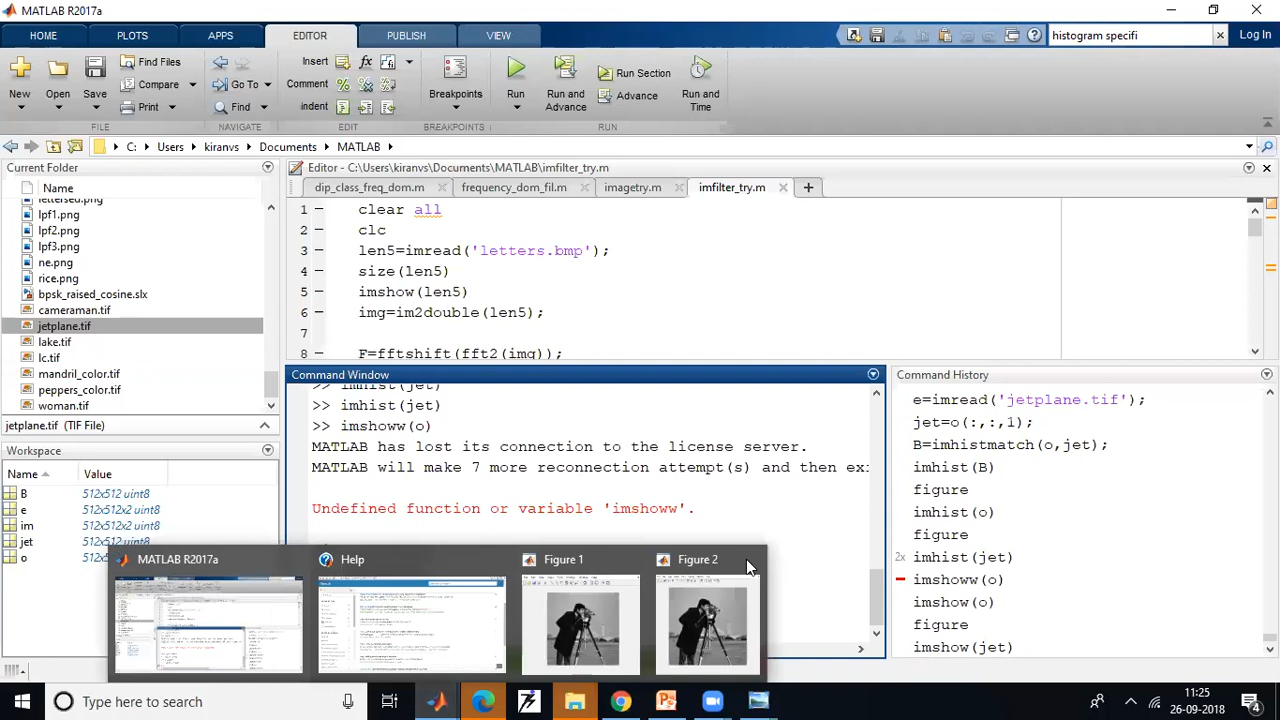 MATLAB R2017a
HOME
PLOTS
APPS
EDITOR
PUBLISH
VIEW
histogram specifi
Log In
New
Open
Save
Find Files
Compare
Print
FILE
Go To
Find
NAVIGATE
Insert
Comment
Indent
fx
EDIT
Breakpoints
BREAKPOINTS
Run
Run and
Advance
Run Section
Advance
Run and
Time
RUN
C:
Users
kiranvs
Documents
MATLAB
Current Folder
Name
lettersed.png
lpf1.png
lpf2.png
lpf3.png
ne.png
rice.png
bpsk_raised_cosine.slx
cameraman.tif
jetplane.tif
lake.tif
lc.tif
mandril_color.tif
peppers_color.tif
woman.tif
jetplane.tif (TIF File)
Workspace
Name
Value
B 512x512 uint8
e 512x512x2 uint8
im 512x512x2 uint8
jet 512x512 uint8
o 512x5
Editor - C:\Users\kiranvs\Documents\MATLAB\imfilter_try.m
dip_class_freq_dom.m
frequency_dom_fil.m
imagetry.m
imfilter_try.m
1 clear all
2 clc
3 len5=imread('letters.bmp');
4 size(len5)
5 imshow(len5)
6 img=im2double(len5);
7
8 F=fftshift(fft2(img));
Command Window
>> imhist(jet)
>> imhist(jet)
>> imshoww(o)
MATLAB has lost its connection to the license server.
MATLAB will make 7 more reconnection attempt(s) and then exi
Undefined function or variable 'imshoww'.
Command History
e=imread('jetplane.tif');
jet=o(:,:,1);
B=imhistmatch(o,jet);
imhist(B)
figure
imhist(o)
figure
2x imhist(jet)
imshoww(o)
imshow(o)
figure
imshow(jet)
MATLAB R2017a
Help
Figure 1
Figure 2
Type here to search
11:25
26-09-2018
4